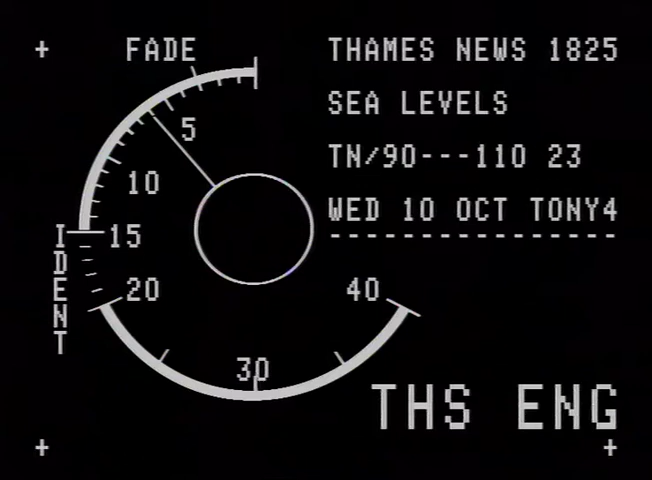 + FADE THAMES NEWS 1825
SEA LEVELS
5
TN/90---110 23
10
WED 10 OCT TONY4
----------------
IDENT
15
20
40
30
THS ENG
+ +